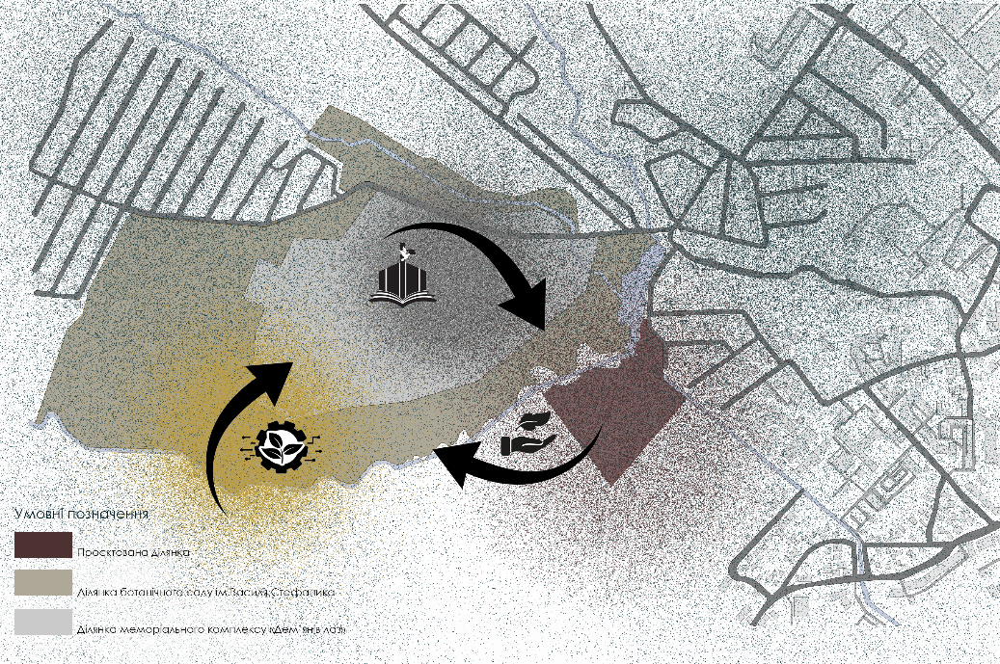 Умовні позначення
Проєктована ділянка
Ділянка ботанічного саду ім.Василя Стефаника
Ділянка меморіального комплексу «Дем'янів лаз»